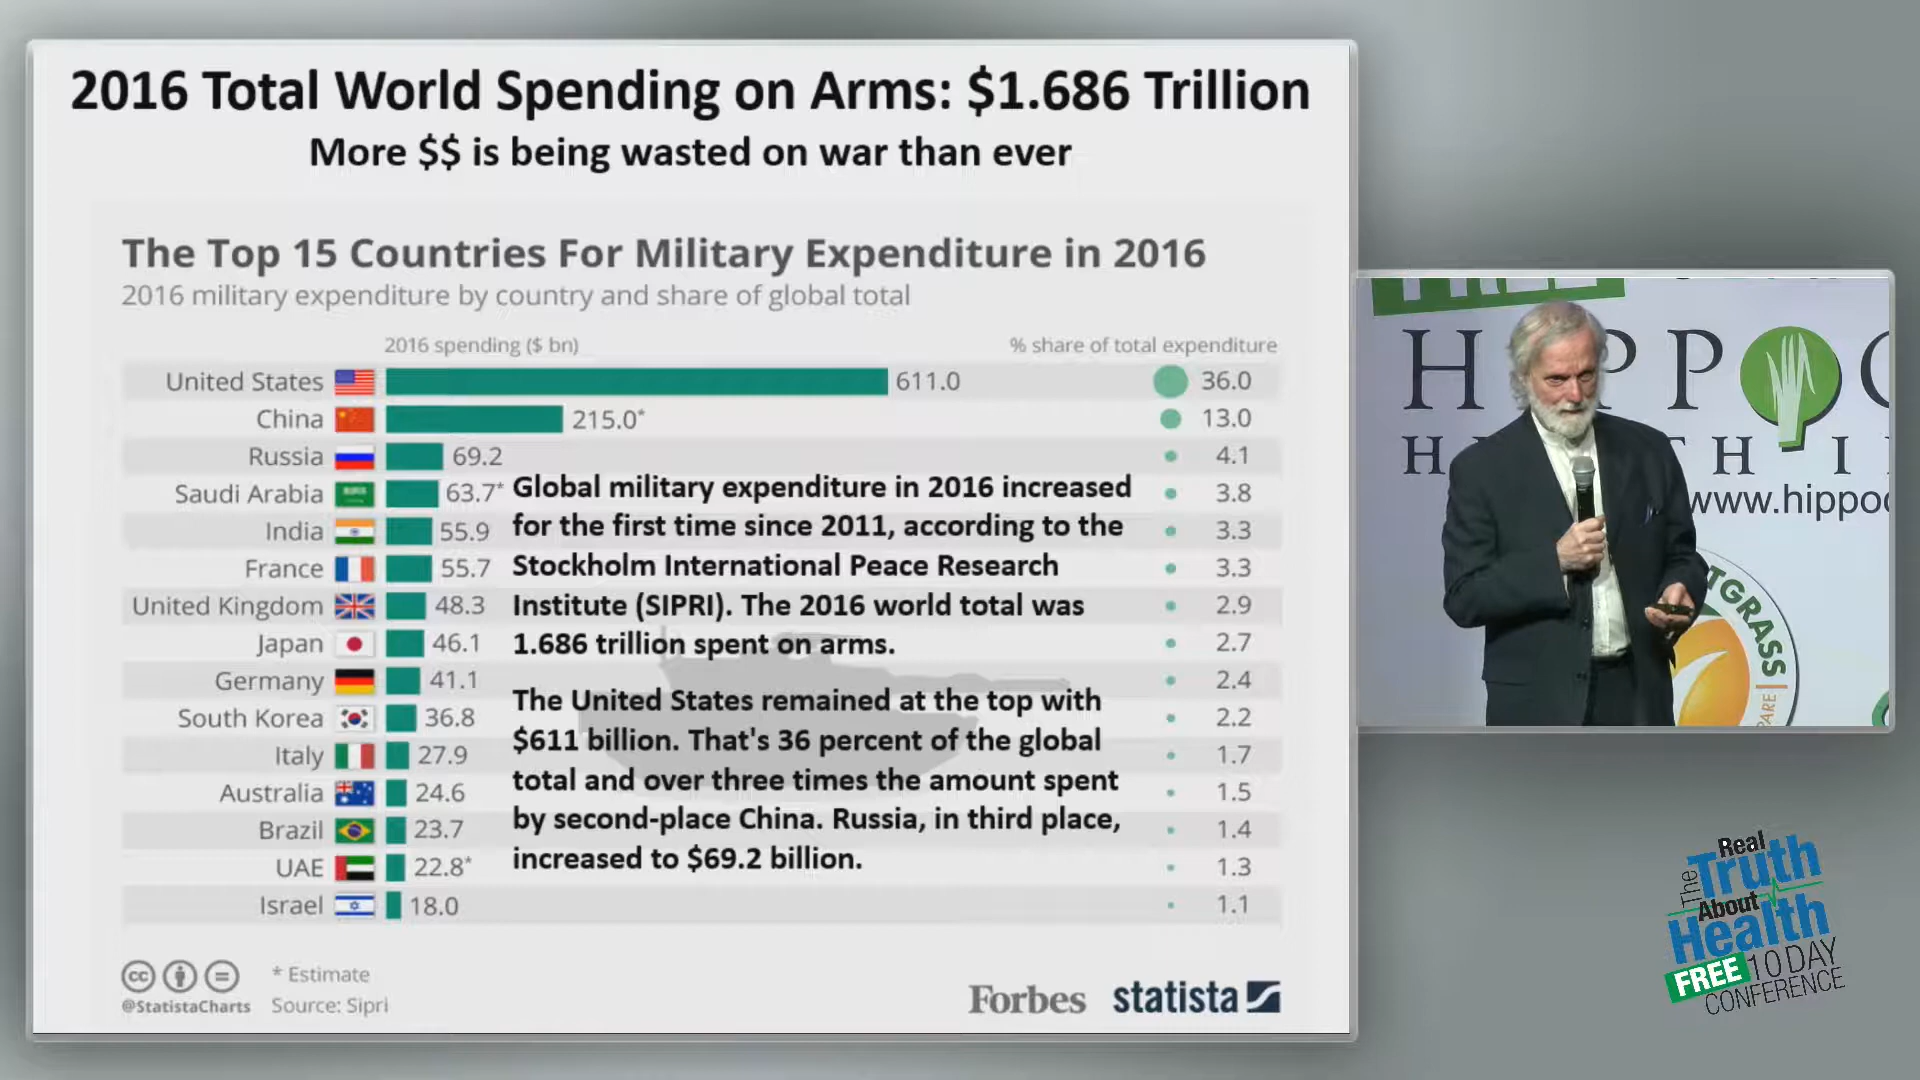 2016 Total World Spending on Arms: $1.686 Trillion
More $$ is being wasted on war than ever
The Top 15 Countries For Military Expenditure in 2016
2016 military expenditure by country and share of global total
2016 spending ($ bn) % share of total expenditure
United States 611.0 36.0
China 215.0* 13.0
Russia 69.2 4.1
Saudi Arabia 63.7* 3.8
India 55.9 3.3
France 55.7 3.3
United Kingdom 48.3 2.9
Japan 46.1 2.7
Germany 41.1 2.4
South Korea 36.8 2.2
Italy 27.9 1.7
Australia 24.6 1.5
Brazil 23.7 1.4
UAE 22.8* 1.3
Israel 18.0 1.1
Global military expenditure in 2016 increased
for the first time since 2011, according to the
Stockholm International Peace Research
Institute (SIPRI). The 2016 world total was
1.686 trillion spent on arms.
The United States remained at the top with
$611 billion. That's 36 percent of the global
total and over three times the amount spent
by second-place China. Russia, in third place,
increased to $69.2 billion.
cc
@StatistaCharts
* Estimate
Source: Sipri
Forbes statista
H PP
H TH I
www.hippo
TGRASS
The Real
Truth
About
Health
FREE 10 DAY
CONFERENCE